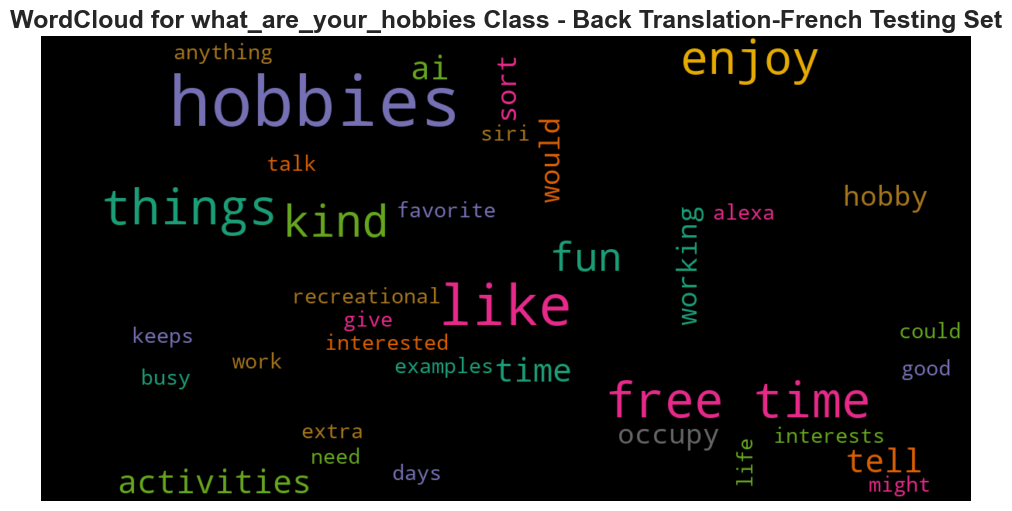 WordCloud for what_are_your_hobbies Class - Back Translation-French Testing Set
anything
ai
enjoy
hobbies
sort
siri
would
talk
things
kind
favorite
hobby
alexa
working
fun
recreational
like
give
keeps
interested
could
work
examples
time
good
busy
free time
extra
occupy
interests
need
life
tell
activities
days
might